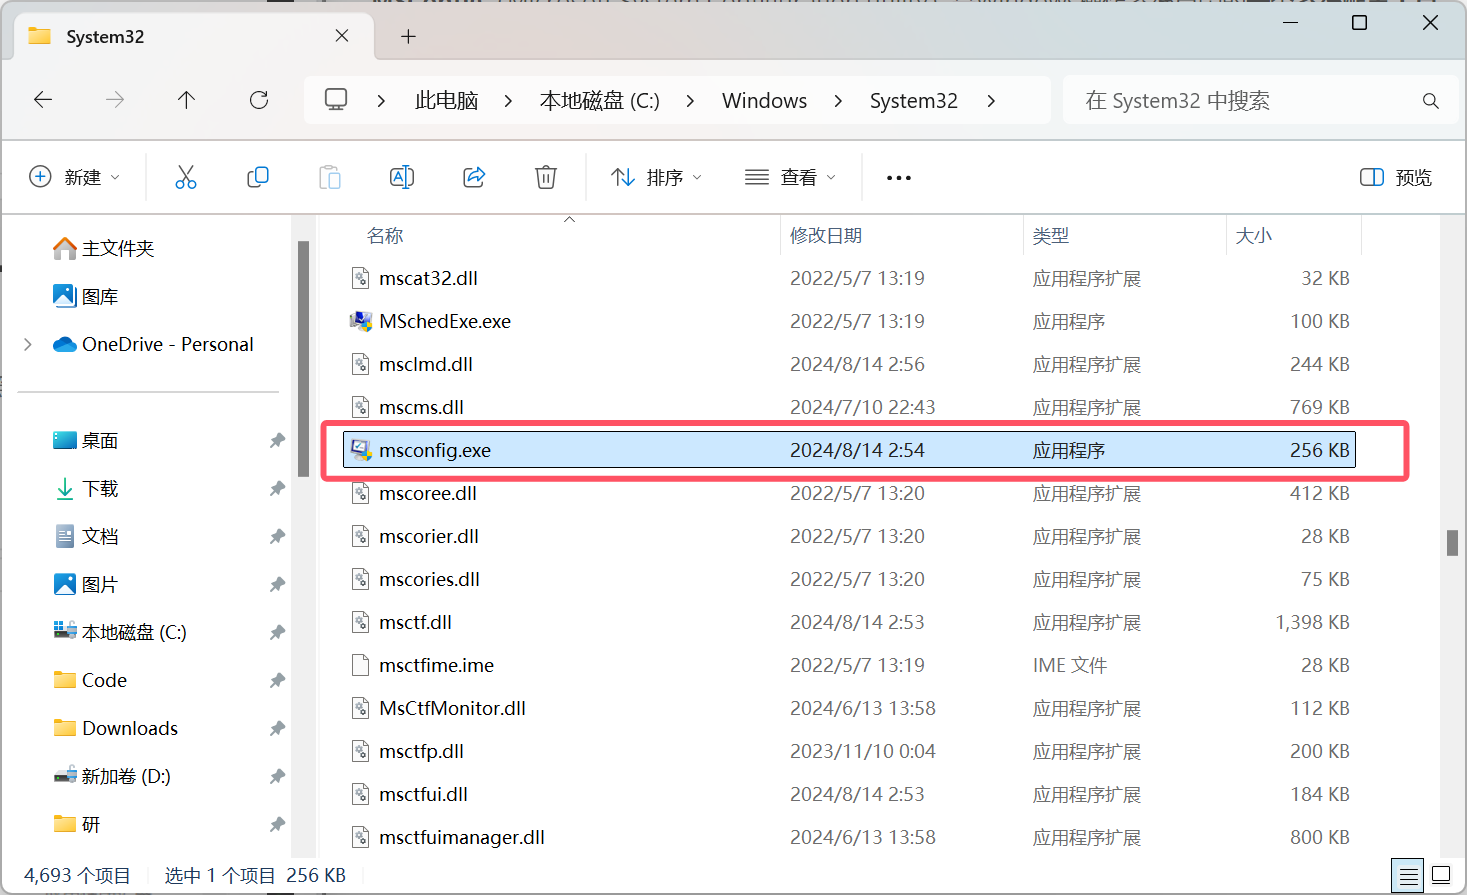 System32
此电脑 本地磁盘 (C:) Windows System32
在 System32 中搜索
新建 排序 查看 预览
主文件夹
图库
OneDrive - Personal
桌面
下载
文档
图片
本地磁盘 (C:)
Code
Downloads
新加卷 (D:)
研
名称 修改日期 类型 大小
mscat32.dll 2022/5/7 13:19 应用程序扩展 32 KB
MSchedExe.exe 2022/5/7 13:19 应用程序 100 KB
msclmd.dll 2024/8/14 2:56 应用程序扩展 244 KB
mscms.dll 2024/7/10 22:43 应用程序扩展 769 KB
msconfig.exe 2024/8/14 2:54 应用程序 256 KB
mscoree.dll 2022/5/7 13:20 应用程序扩展 412 KB
mscorier.dll 2022/5/7 13:20 应用程序扩展 28 KB
mscories.dll 2022/5/7 13:20 应用程序扩展 75 KB
msctf.dll 2024/8/14 2:53 应用程序扩展 1,398 KB
msctfime.ime 2022/5/7 13:19 IME 文件 28 KB
MsCtfMonitor.dll 2024/6/13 13:58 应用程序扩展 112 KB
msctfp.dll 2023/11/10 0:04 应用程序扩展 200 KB
msctfui.dll 2024/8/14 2:53 应用程序扩展 184 KB
msctfuimanager.dll 2024/6/13 13:58 应用程序扩展 800 KB
4,693 个项目 选中 1 个项目 256 KB